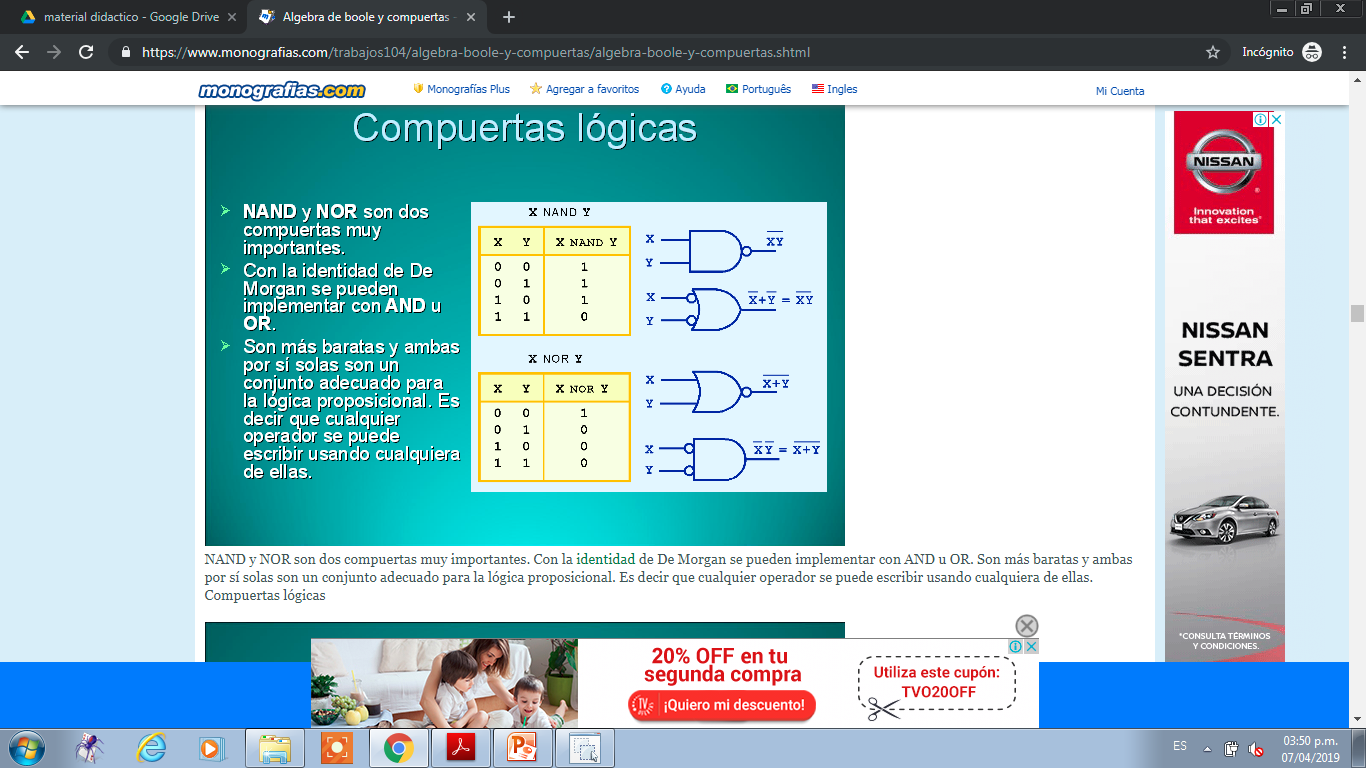 material didactico - Google Drive
Algebra de boole y compuertas -
https://www.monografias.com/trabajos104/algebra-boole-y-compuertas/algebra-boole-y-compuertas.shtml
Incógnito
monografias.com
Monografías Plus
Agregar a favoritos
Ayuda
Português
Ingles
Mi Cuenta
Compuertas lógicas
NAND y NOR son dos
compuertas muy
importantes.
Con la identidad de De
Morgan se pueden
implementar con AND u
OR.
Son más baratas y ambas
por sí solas son un
conjunto adecuado para
la lógica proposicional. Es
decir que cualquier
operador se puede
escribir usando cualquiera
de ellas.
X NAND Y
X Y X NAND Y
0 0 1
0 1 1
1 0 1
1 1 0
X
Y
X̅Y̅
X
Y
X̅+Y̅ = X̅Y̅
X NOR Y
X Y X NOR Y
0 0 1
0 1 0
1 0 0
1 1 0
X
Y
X̅+̅Y̅
X
Y
X̅ Y̅ = X̅+̅Y̅
NAND y NOR son dos compuertas muy importantes. Con la identidad de De Morgan se pueden implementar con AND u OR. Son más baratas y ambas
por sí solas son un conjunto adecuado para la lógica proposicional. Es decir que cualquier operador se puede escribir usando cualquiera de ellas.
Compuertas lógicas
NISSAN
Innovation
that excites
NISSAN
SENTRA
UNA DECISIÓN
CONTUNDENTE.
*CONSULTA TÉRMINOS
Y CONDICIONES.
20% OFF en tu
segunda compra
TV ¡Quiero mi descuento!
Utiliza este cupón:
TVO20OFF
ES
03:50 p.m.
07/04/2019